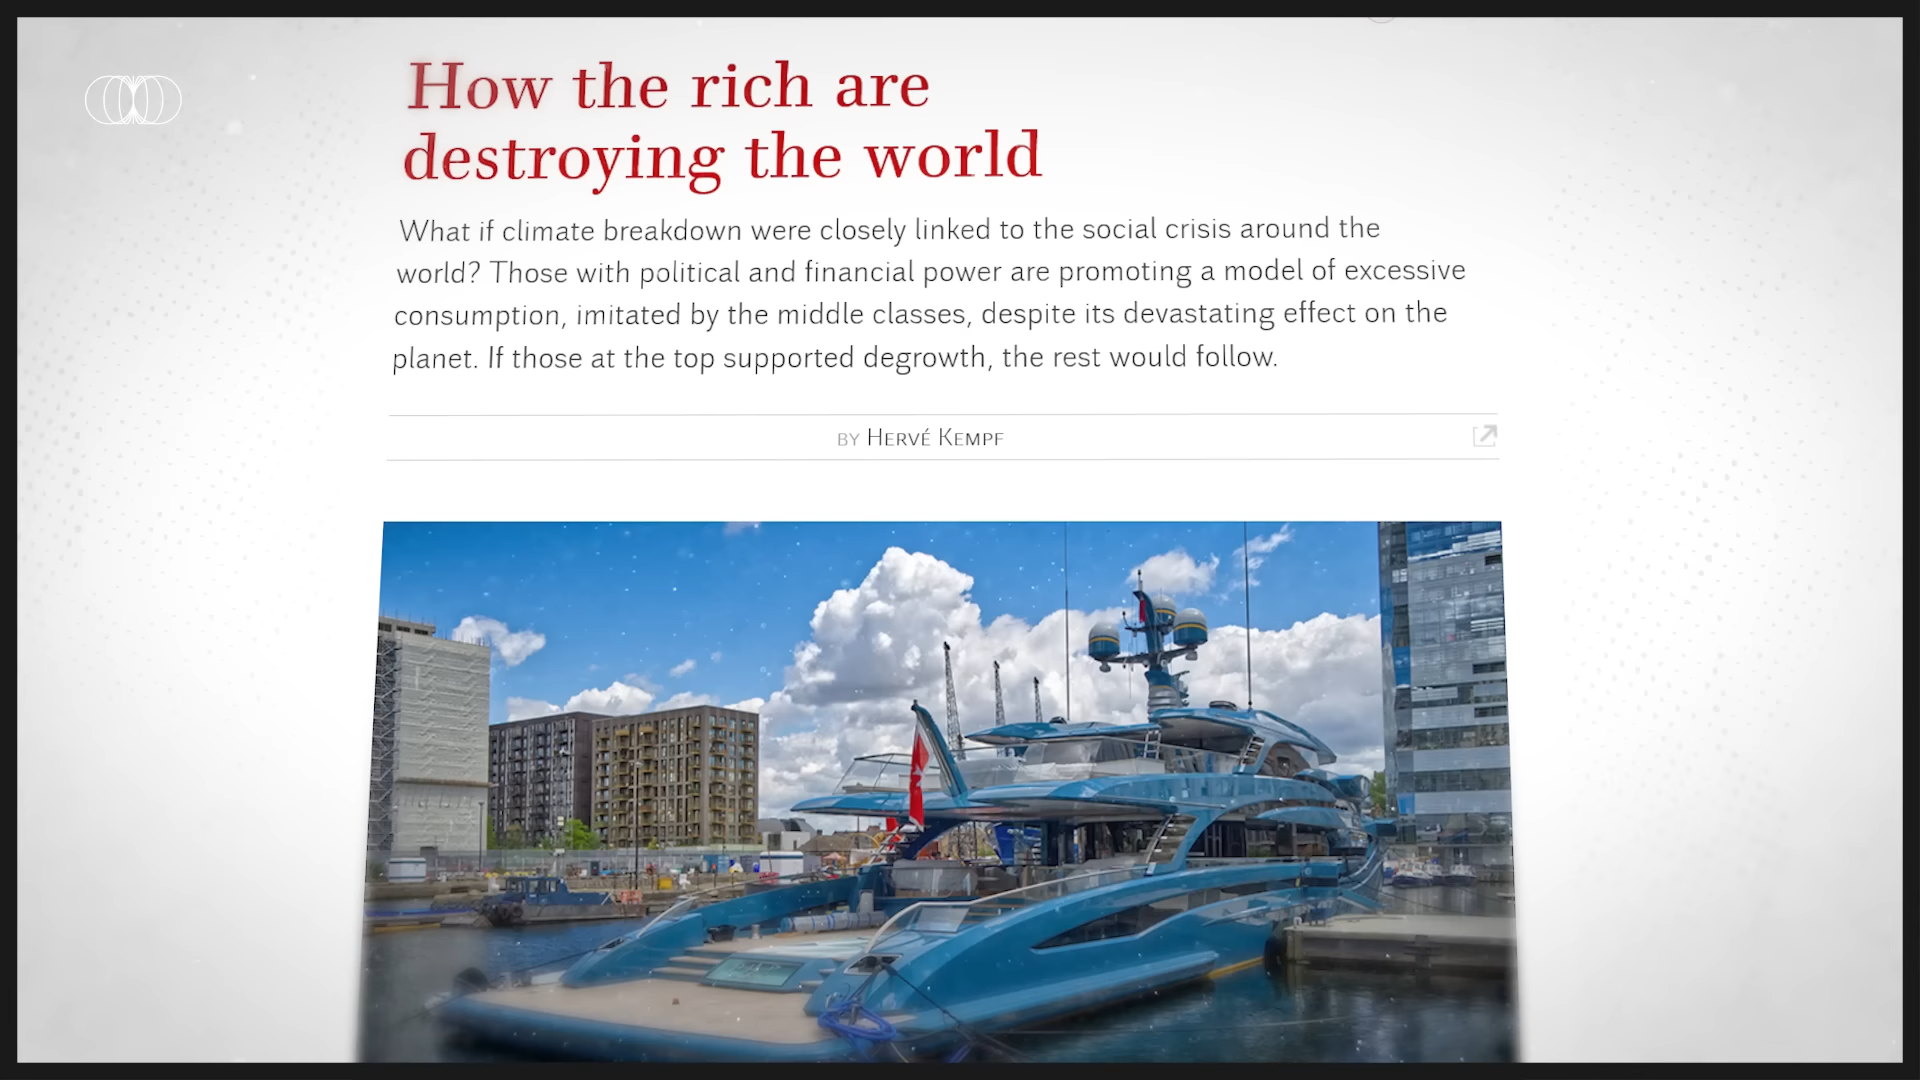 How the rich are
destroying the world
What if climate breakdown were closely linked to the social crisis around the
world? Those with political and financial power are promoting a model of excessive
consumption, imitated by the middle classes, despite its devastating effect on the
planet. If those at the top supported degrowth, the rest would follow.
BY HERVÉ KEMPF